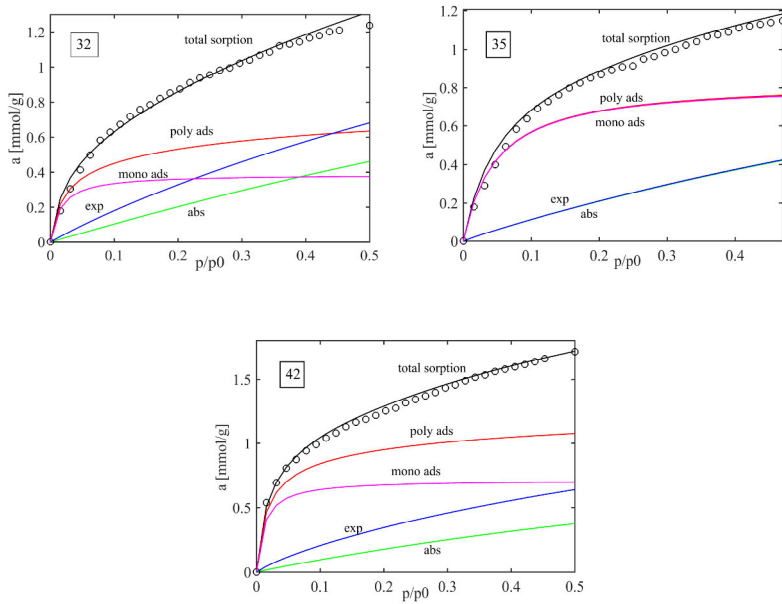 32
total sorption
poly ads
mono ads
exp
abs
a [mmol/g]
1.2
1
0.8
0.6
0.4
0.2
0
0
0.1
0.2
0.3
0.4
0.5
p/p0
35
total sorption
poly ads
mono ads
exp
abs
a [mmol/g]
1.2
1
0.8
0.6
0.4
0.2
0
0
0.1
0.2
0.3
0.4
p/p0
42
total sorption
poly ads
mono ads
exp
abs
a [mmol/g]
1.5
1
0.5
0
0
0.1
0.2
0.3
0.4
0.5
p/p0